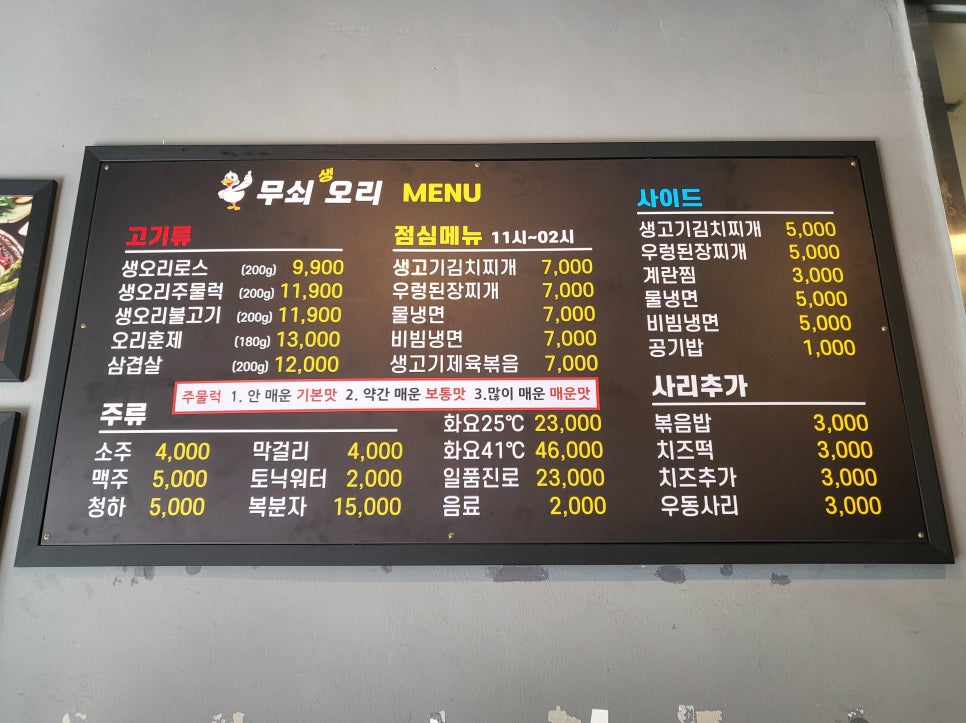 무쇠생오리 MENU
고기류
생오리로스 (200g) 9,900
생오리주물럭 (200g) 11,900
생오리불고기 (200g) 11,900
오리훈제 (180g) 13,000
삼겹살 (200g) 12,000
점심메뉴 11시~02시
생고기김치찌개 7,000
우렁된장찌개 7,000
물냉면 7,000
비빔냉면 7,000
생고기제육볶음 7,000
사이드
생고기김치찌개 5,000
우렁된장찌개 5,000
계란찜 3,000
물냉면 5,000
비빔냉면 5,000
공기밥 1,000
주물럭 1. 안 매운 기본맛 2. 약간 매운 보통맛 3.많이 매운 매운맛
주류
소주 4,000
맥주 5,000
청하 5,000
막걸리 4,000
토닉워터 2,000
복분자 15,000
화요25℃ 23,000
화요41℃ 46,000
일품진로 23,000
음료 2,000
사리추가
볶음밥 3,000
치즈떡 3,000
치즈추가 3,000
우동사리 3,000